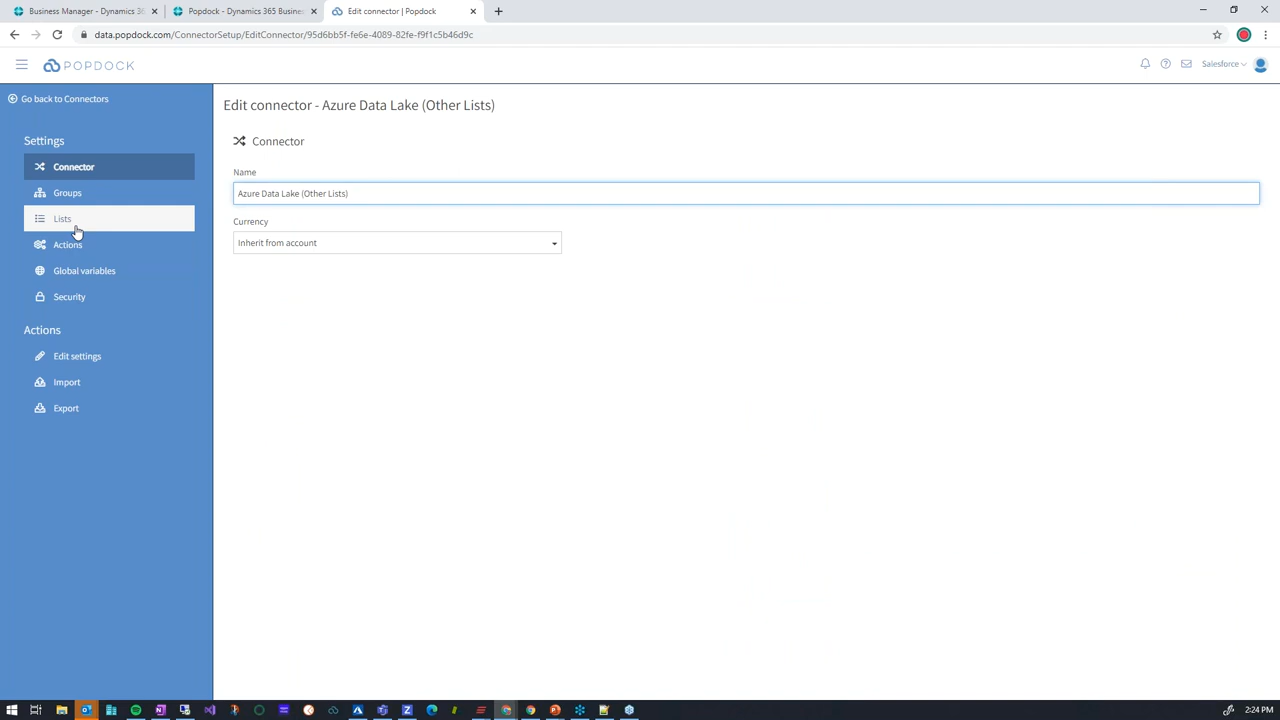 Business Manager - Dynamics 365
Popdock - Dynamics 365 Busine
Edit connector | Popdock
data.popdock.com/ConnectorSetup/EditConnector/95d6bb5f-fe6e-4089-82fe-f9f1c5b46d9c
POPDOCK
Salesforce
Go back to Connectors
Edit connector - Azure Data Lake (Other Lists)
Settings
Connector
Connector
Groups
Lists
Actions
Global variables
Security
Name
Azure Data Lake (Other Lists)
Currency
Inherit from account
Actions
Edit settings
Import
Export
2:24 PM